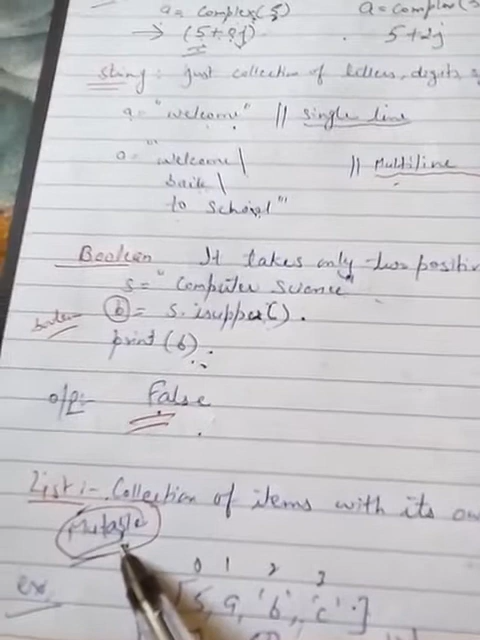 a = complex(5)
a = complex(5
→ (5+0j)
5+2j
string : just collection of letters, digits,
a = "welcome" // single line
a = "'welcome\ // Multiline
back\
to school"'
Boolean It takes only two positi
s = "Computer science"
b = s.isupper().
print(b)
o/p:- False
List :- Collection of items with its ow
Mutable
0 1 2 3
ex [5, 9, 'b', 'c'.]